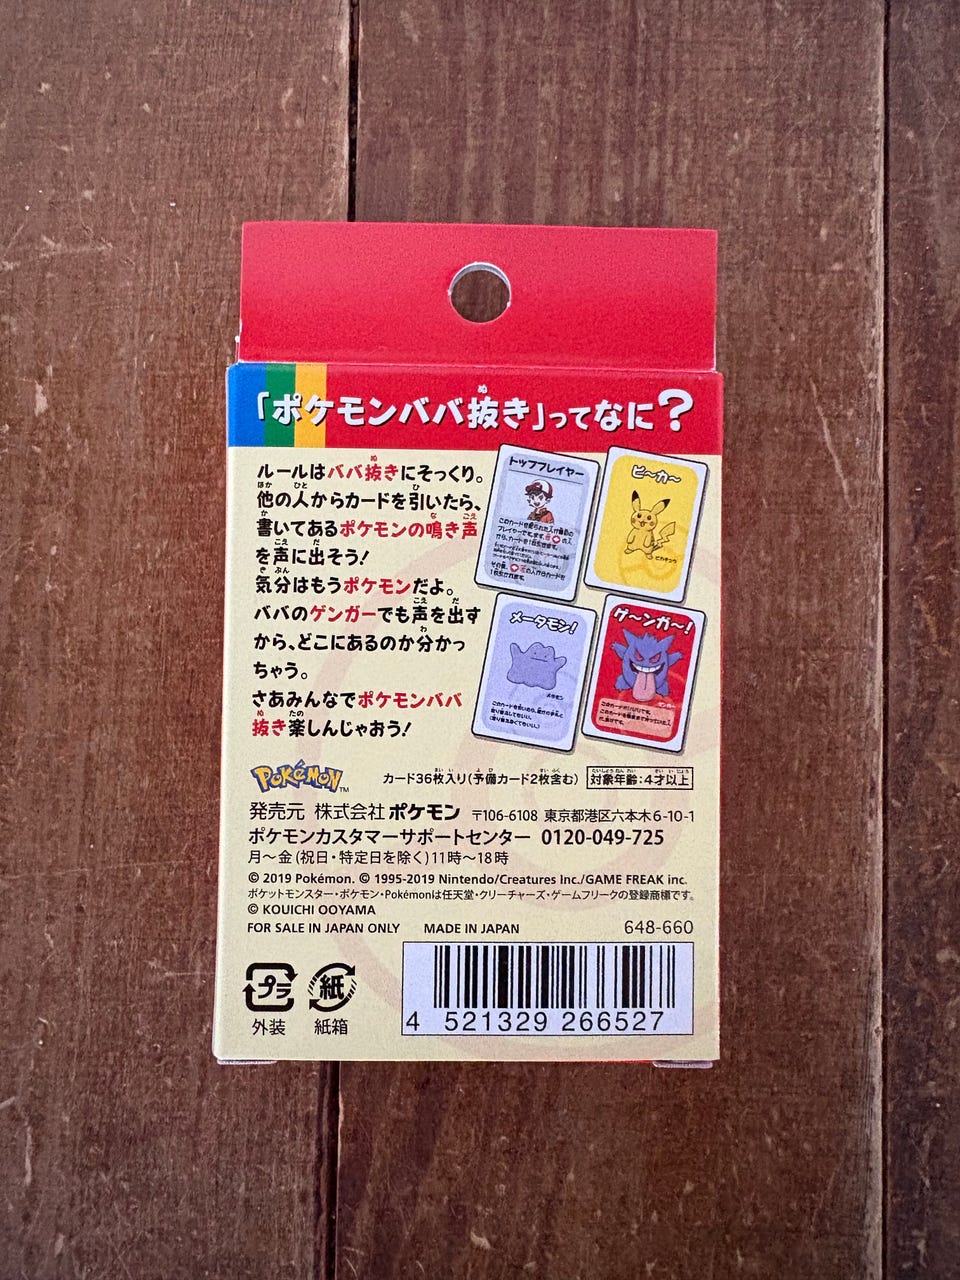 「ポケモンババ抜き」ってなに?
ルールはババ抜きにそっくり。
他の人からカードを引いたら、
書いてあるポケモンの鳴き声
を声に出そう!
気分はもうポケモンだよ。
ババのゲンガーでも声を出す
から、どこにあるのか分かっ
ちゃう。
さあみんなでポケモンババ
抜き楽しんじゃおう!
トッププレイヤー
ピ〜カ〜
ピカチュウ
メ〜タモン!
メタモン
ゲ〜ンガ〜!
ゲンガー
POKéMON
TM
カード36枚入り(予備カード2枚含む)
対象年齢:4才以上
発売元 株式会社ポケモン 〒106-6108 東京都港区六本木6-10-1
ポケモンカスタマーサポートセンター 0120-049-725
月〜金(祝日・特定日を除く)11時〜18時
© 2019 Pokémon. © 1995-2019 Nintendo/Creatures Inc./GAME FREAK inc.
ポケットモンスター・ポケモン・Pokémonは任天堂・クリーチャーズ・ゲームフリークの登録商標です。
© KOUICHI OOYAMA
FOR SALE IN JAPAN ONLY MADE IN JAPAN 648-660
プラ
外装
紙
紙箱
4 521329 266527